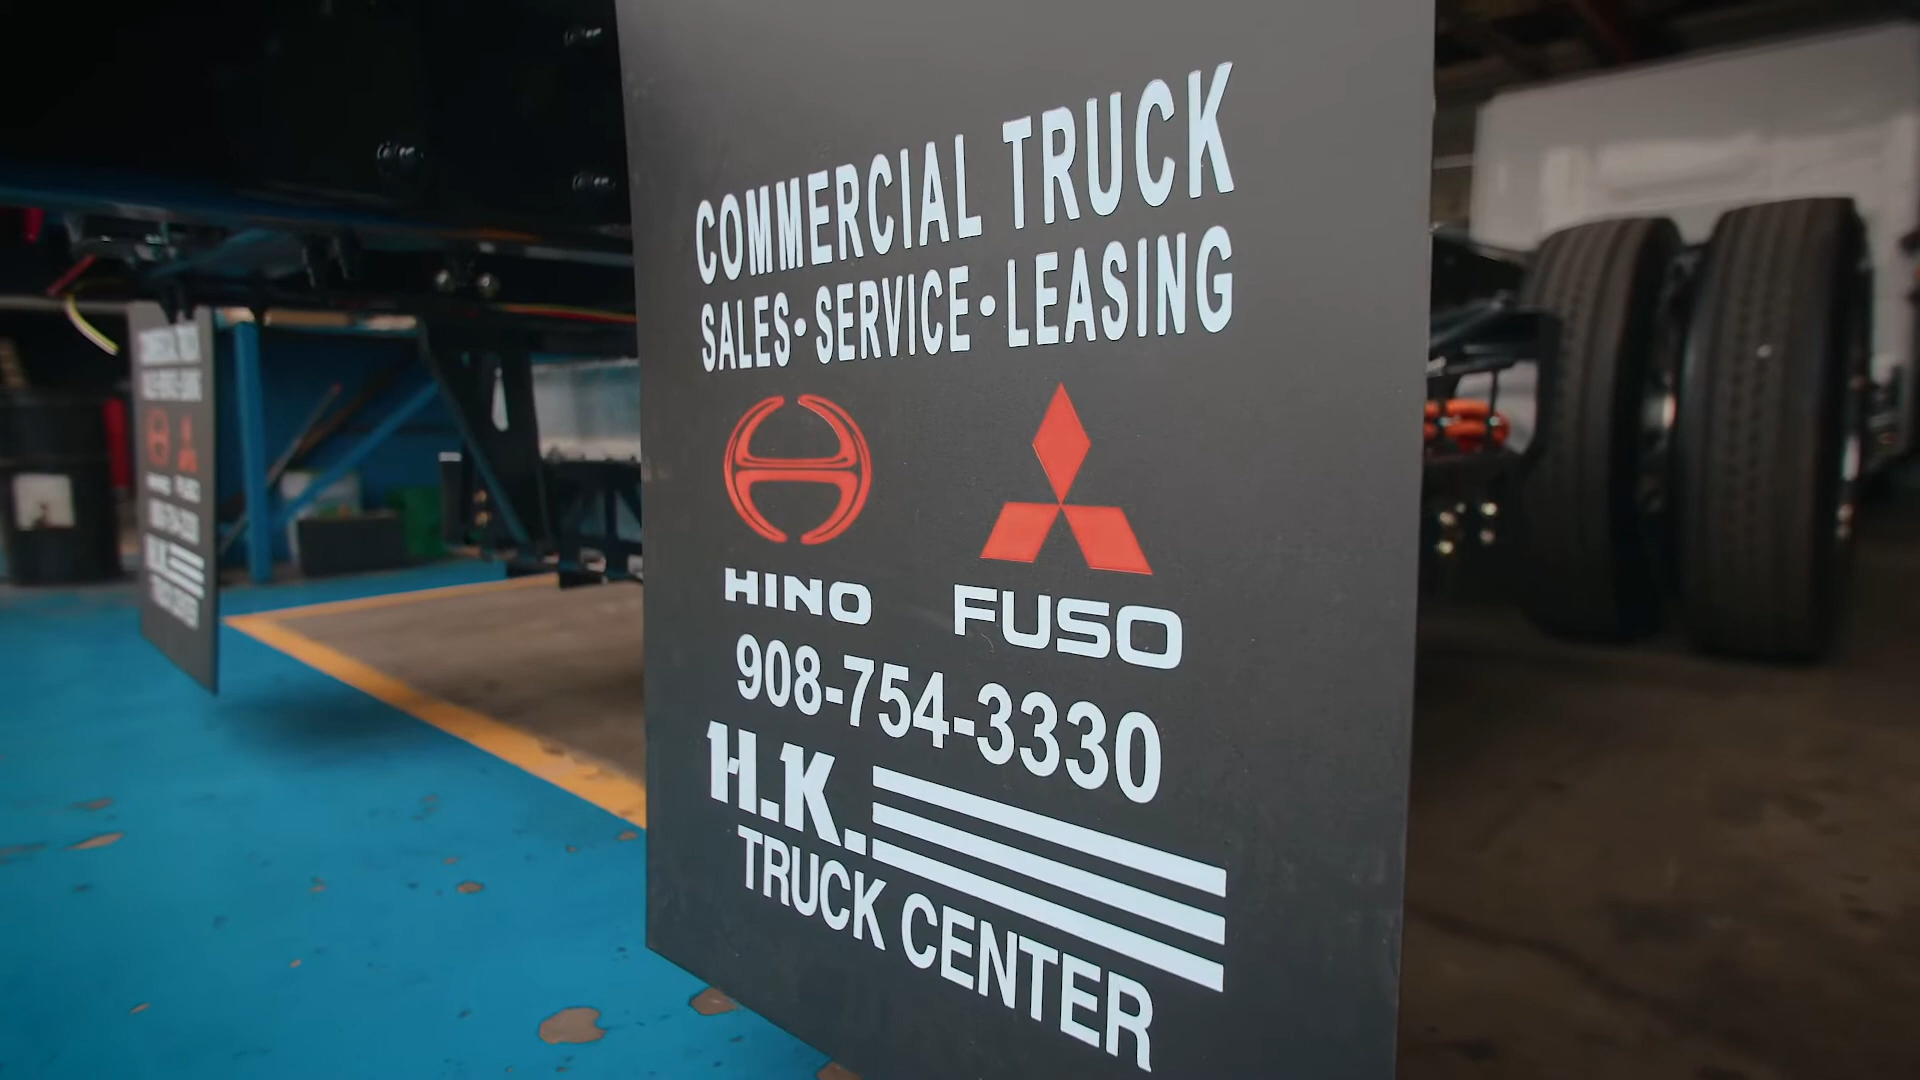 COMMERCIAL TRUCK
SALES·SERVICE·LEASING
HINO FUSO
908-754-3330
H.K.
TRUCK CENTER